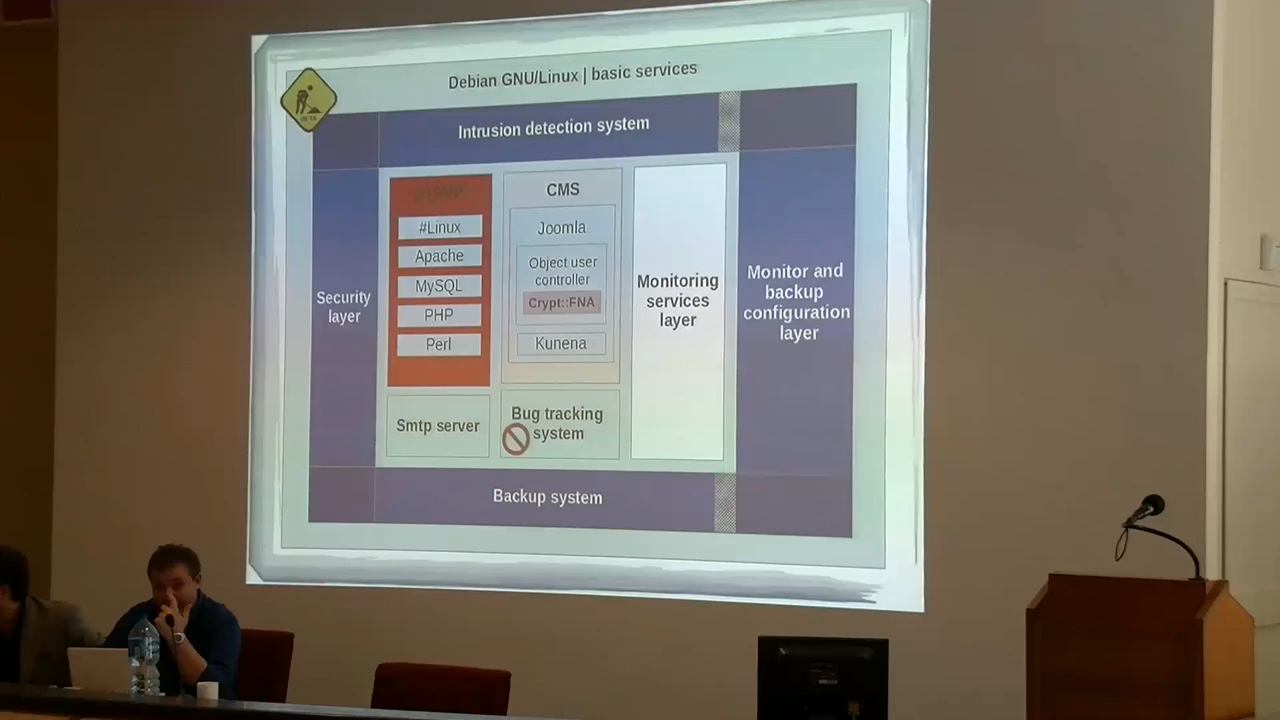 Debian GNU/Linux | basic services
BETA
Intrusion detection system
Security
layer
#Linux
Apache
MySQL
PHP
Perl
Smtp server
CMS
Joomla
Object user
controller
Crypt::FNA
Kunena
Bug tracking
system
Monitoring
services
layer
Monitor and
backup
configuration
layer
Backup system